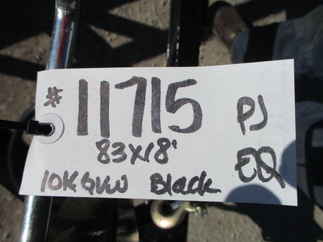 # 11715 PJ
83x18' EQ
10K GVW Black